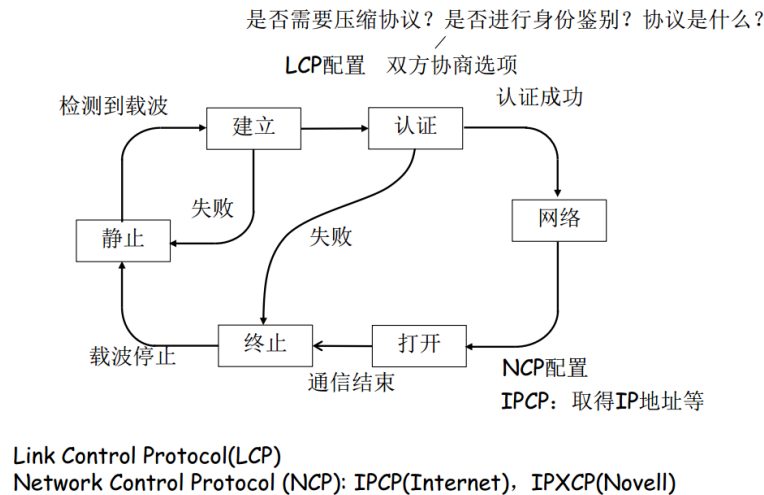 是否需要压缩协议？是否进行身份鉴别？协议是什么？
LCP配置 双方协商选项
检测到载波
认证成功
建立
认证
失败
静止
失败
网络
终止
打开
载波停止
通信结束
NCP配置
IPCP：取得IP地址等
Link Control Protocol(LCP)
Network Control Protocol (NCP): IPCP(Internet)，IPXCP(Novell)